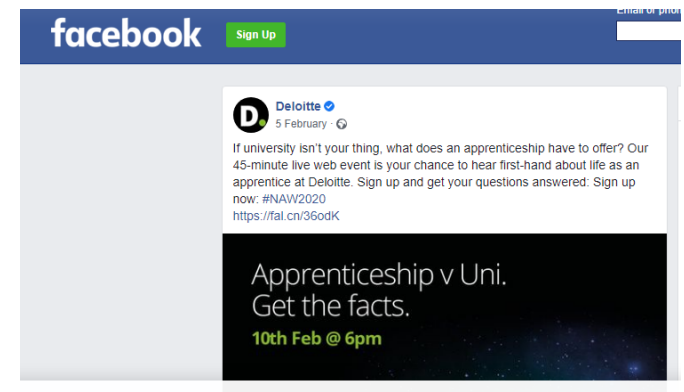 Email or phone
facebook
Sign Up
Deloitte
5 February ·
If university isn't your thing, what does an apprenticeship have to offer? Our
45-minute live web event is your chance to hear first-hand about life as an
apprentice at Deloitte. Sign up and get your questions answered: Sign up
now: #NAW2020
https://fal.cn/36odK
D.
Apprenticeship v Uni.
Get the facts.
10th Feb @ 6pm